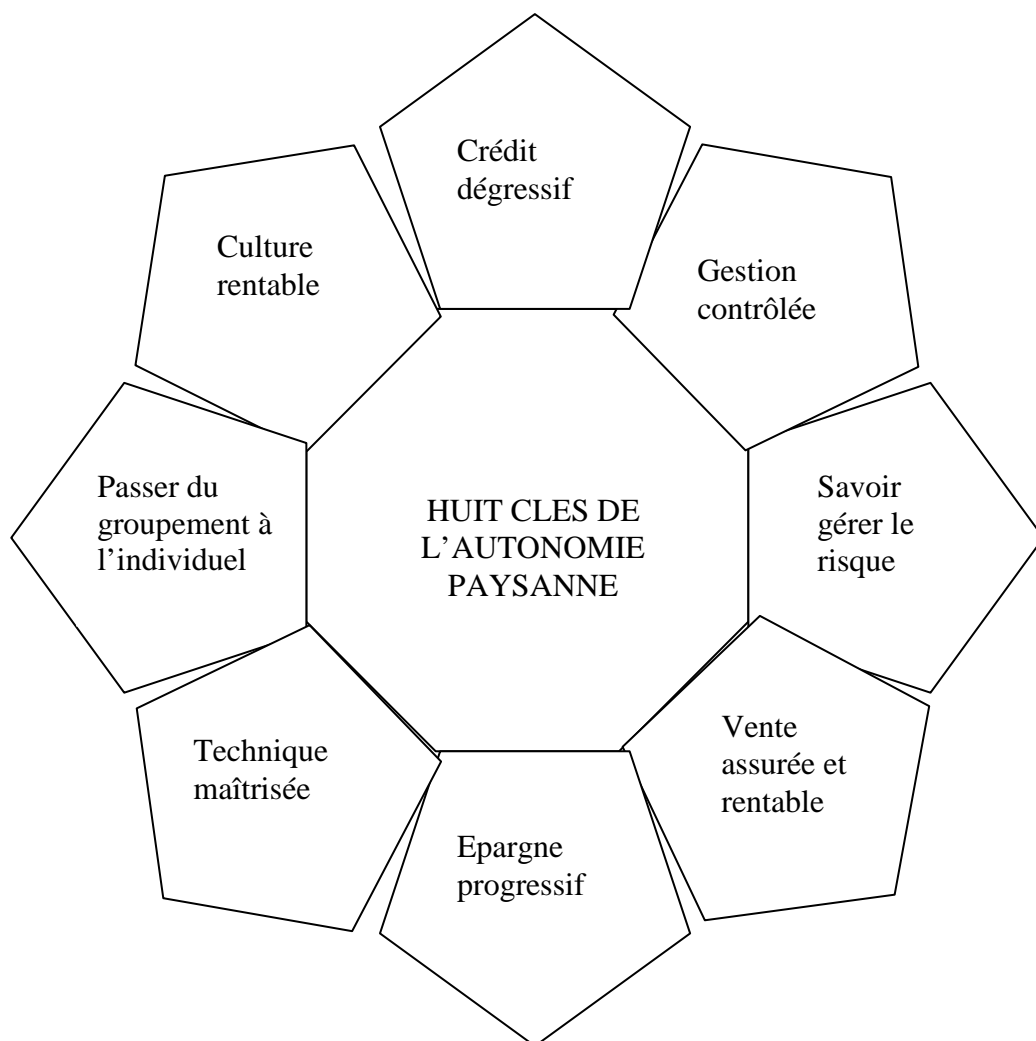 Crédit
dégressif
Culture
rentable
Gestion
contrôlée
Passer du
groupement à
l’individuel
HUIT CLES DE
L’AUTONOMIE
PAYSANNE
Savoir
gérer le
risque
Technique
maîtrisée
Vente
assurée et
rentable
Epargne
progressif